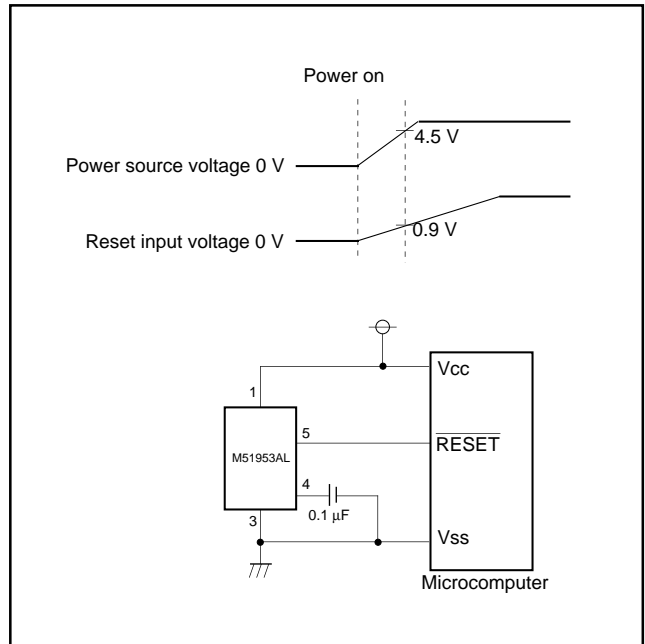 Power on
4.5 V
Power source voltage 0 V
0.9 V
Reset input voltage 0 V
Vcc
1
5
RESET
M51953AL
4
0.1 μF
3
Vss
Microcomputer